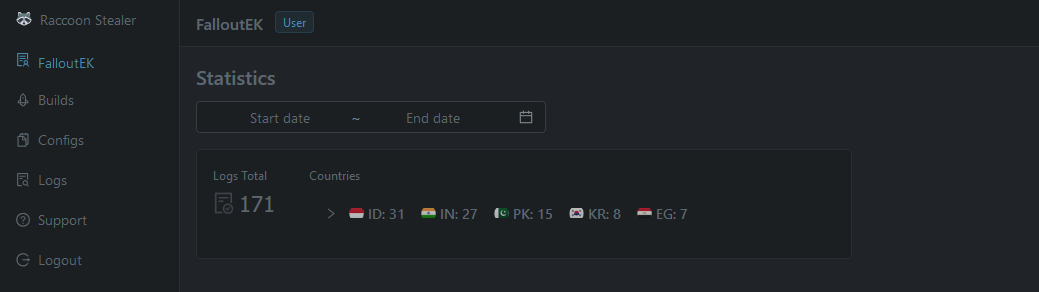 Raccoon Stealer
FalloutEK
Builds
Configs
Logs
Support
Logout
FalloutEK User
Statistics
Start date ~ End date
Logs Total Countries
171
ID: 31 IN: 27 PK: 15 KR: 8 EG: 7